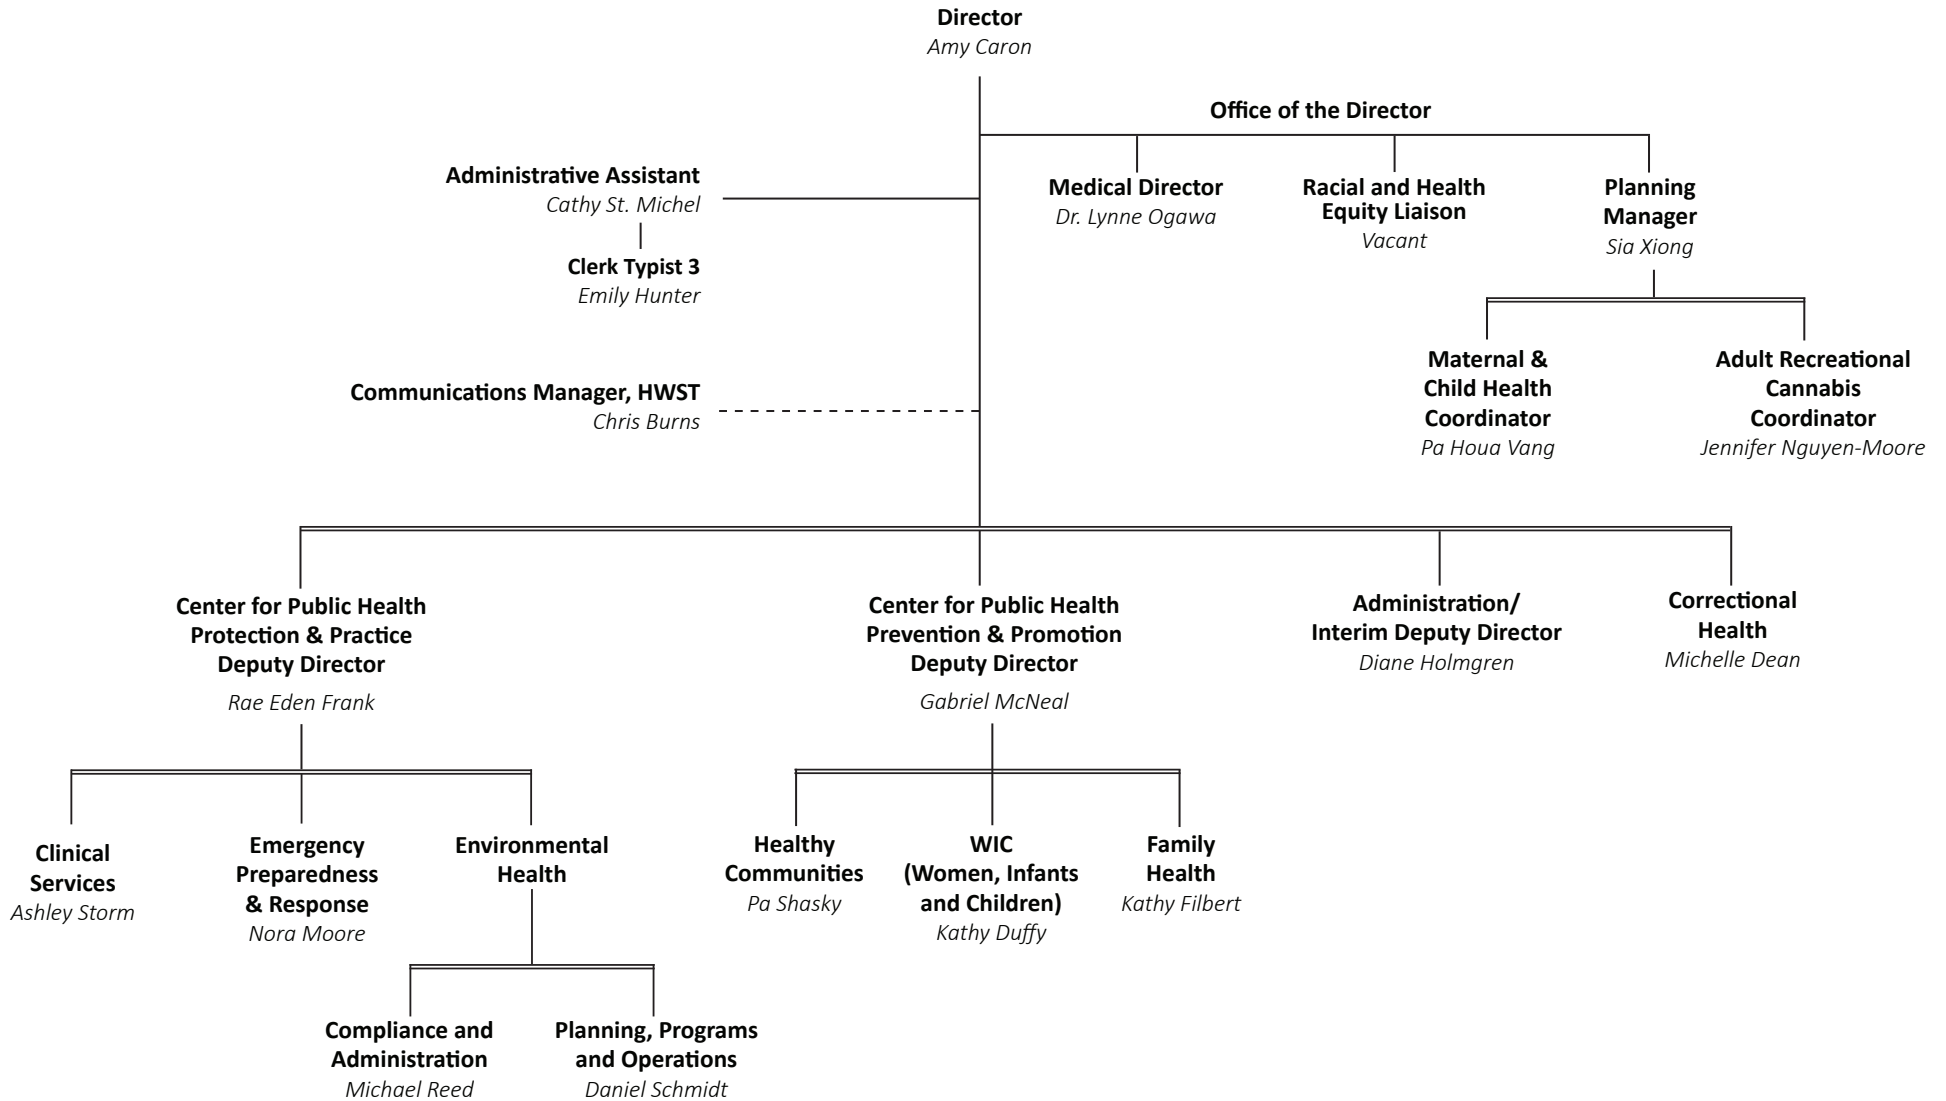 Director
Amy Caron
Office of the Director
Administrative Assistant
Cathy St. Michel
Clerk Typist 3
Emily Hunter
Medical Director
Dr. Lynne Ogawa
Racial and Health
Equity Liaison
Vacant
Planning
Manager
Sia Xiong
Maternal &
Child Health
Coordinator
Pa Houa Vang
Adult Recreational
Cannabis
Coordinator
Jennifer Nguyen-Moore
Communications Manager, HWST
Chris Burns
Center for Public Health
Protection & Practice
Deputy Director
Rae Eden Frank
Center for Public Health
Prevention & Promotion
Deputy Director
Gabriel McNeal
Administration/
Interim Deputy Director
Diane Holmgren
Correctional
Health
Michelle Dean
Clinical
Services
Ashley Storm
Emergency
Preparedness
& Response
Nora Moore
Environmental
Health
Healthy
Communities
Pa Shasky
WIC
(Women, Infants
and Children)
Kathy Duffy
Family
Health
Kathy Filbert
Compliance and
Administration
Michael Reed
Planning, Programs
and Operations
Daniel Schmidt